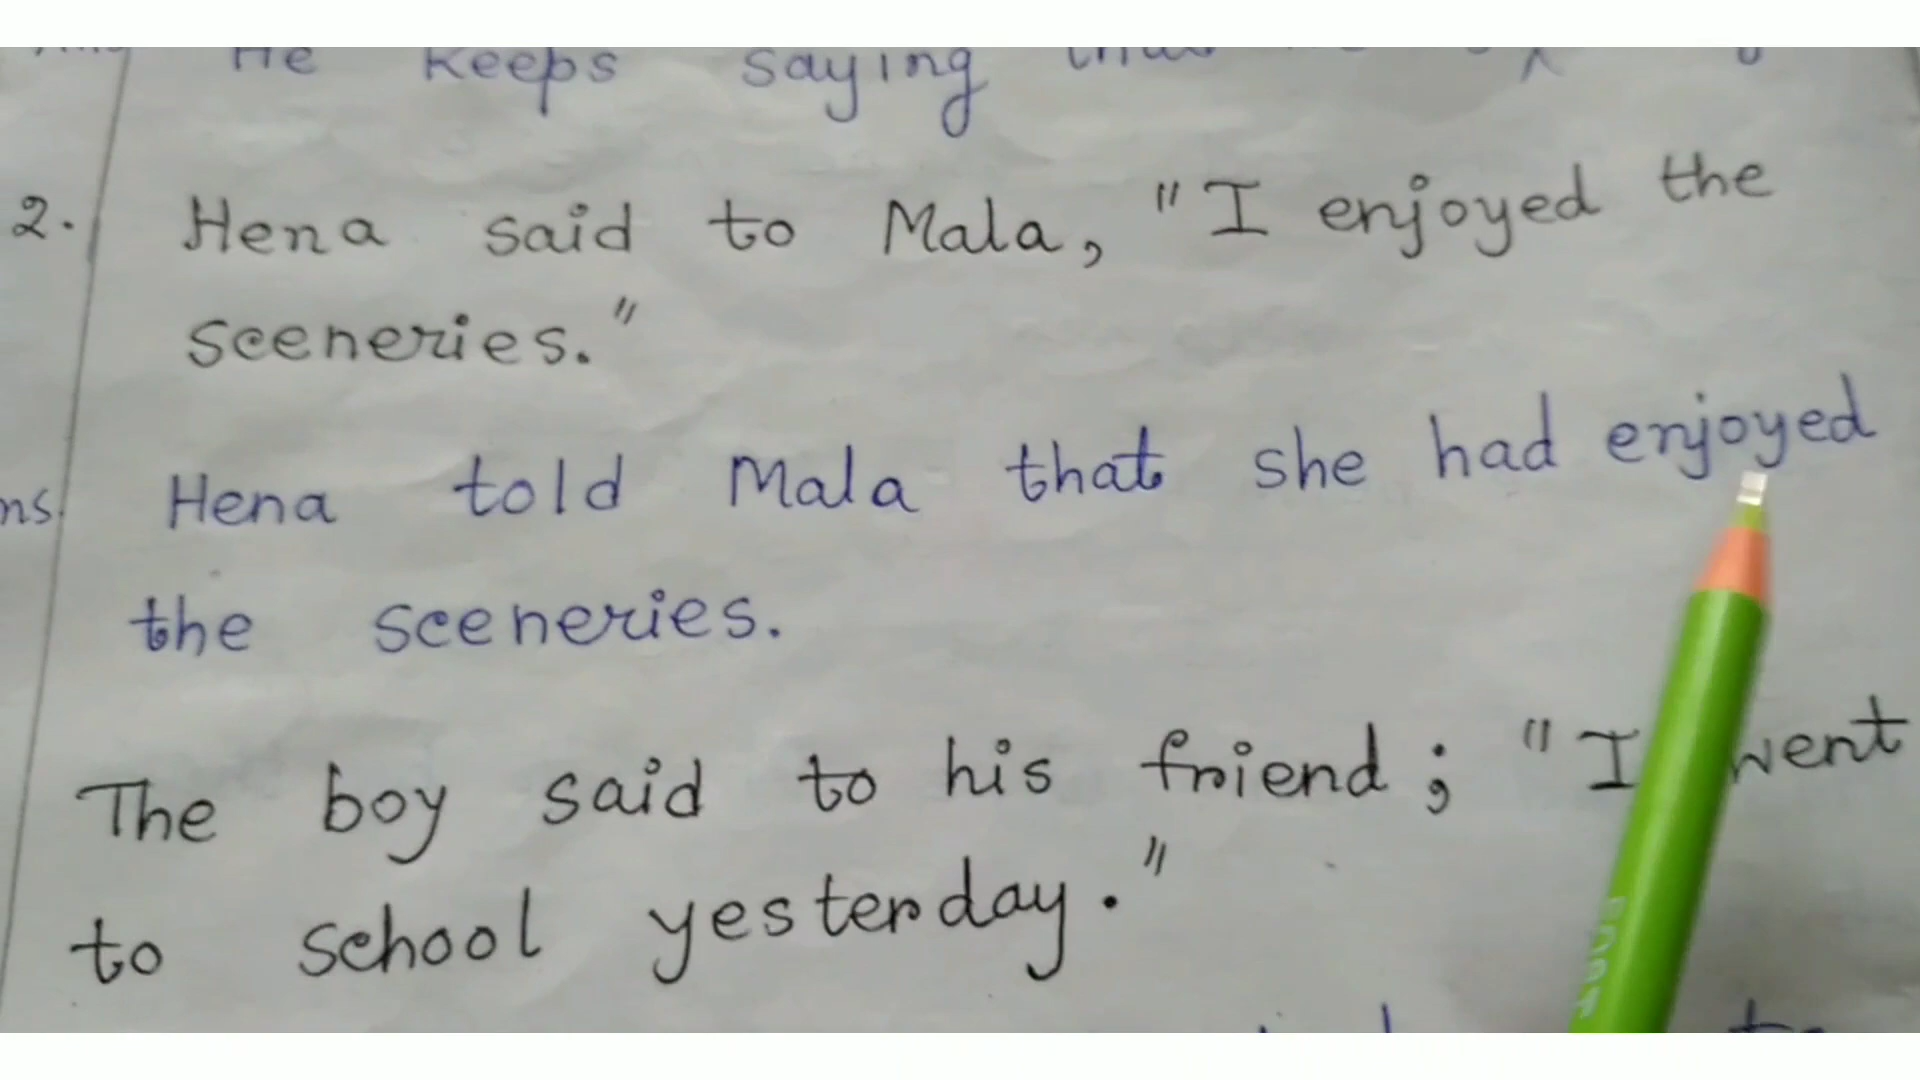 He keeps saying
2. Hena said to Mala, "I enjoyed the
sceneries."
ns. Hena told Mala that she had enjoyed
the sceneries.
The boy said to his friend; "I went
to school yesterday."